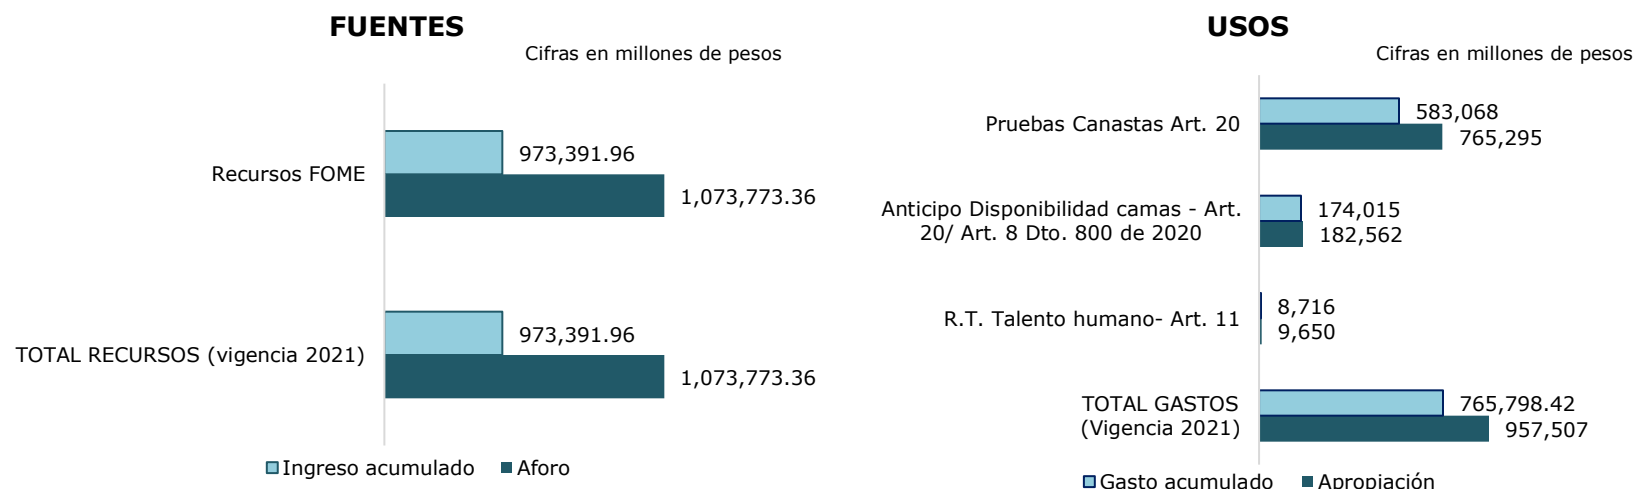 FUENTES
Cifras en millones de pesos
Recursos FOME
973,391.96
1,073,773.36
TOTAL RECURSOS (vigencia 2021)
973,391.96
1,073,773.36
Ingreso acumulado
Aforo
USOS
Cifras en millones de pesos
Pruebas Canastas Art. 20
583,068
765,295
Anticipo Disponibilidad camas - Art.
20/ Art. 8 Dto. 800 de 2020
174,015
182,562
R.T. Talento humano- Art. 11
8,716
9,650
TOTAL GASTOS
(Vigencia 2021)
765,798.42
957,507
Gasto acumulado
Apropiación